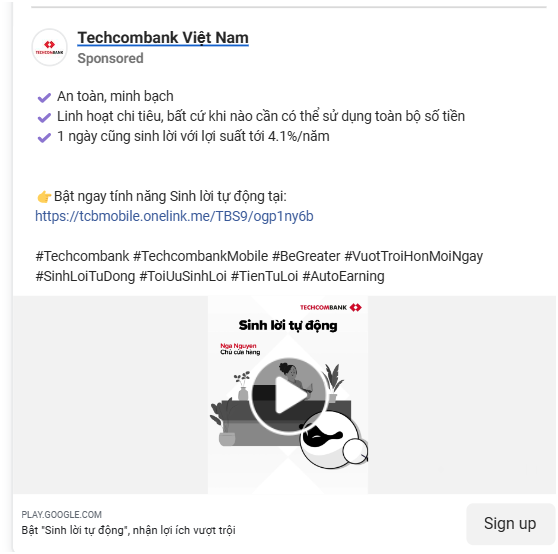 TECHCOMBANK
Techcombank Việt Nam
Sponsored
An toàn, minh bạch
Linh hoạt chi tiêu, bất cứ khi nào cần có thể sử dụng toàn bộ số tiền
1 ngày cũng sinh lời với lợi suất tới 4.1%/năm
👉Bật ngay tính năng Sinh lời tự động tại:
https://tcbmobile.onelink.me/TBS9/ogp1ny6b
#Techcombank #TechcombankMobile #BeGreater #VuotTroiHonMoiNgay
#SinhLoiTuDong #ToiUuSinhLoi #TienTuLoi #AutoEarning
TECHCOMBANK
Sinh lời tự động
Nga Nguyen
Chủ cửa hàng
PLAY.GOOGLE.COM
Bật "Sinh lời tự động", nhận lợi ích vượt trội
Sign up